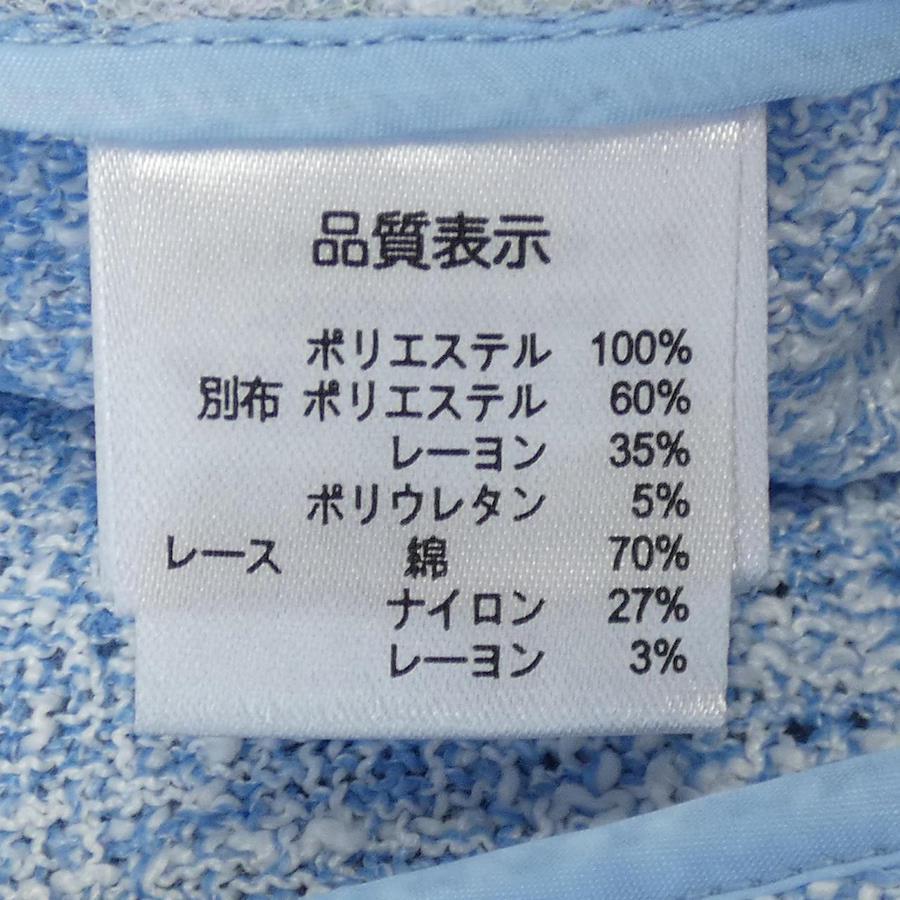 品質表示
ポリエステル 100%
別布 ポリエステル 60%
レーヨン 35%
ポリウレタン 5%
レース 綿 70%
ナイロン 27%
レーヨン 3%